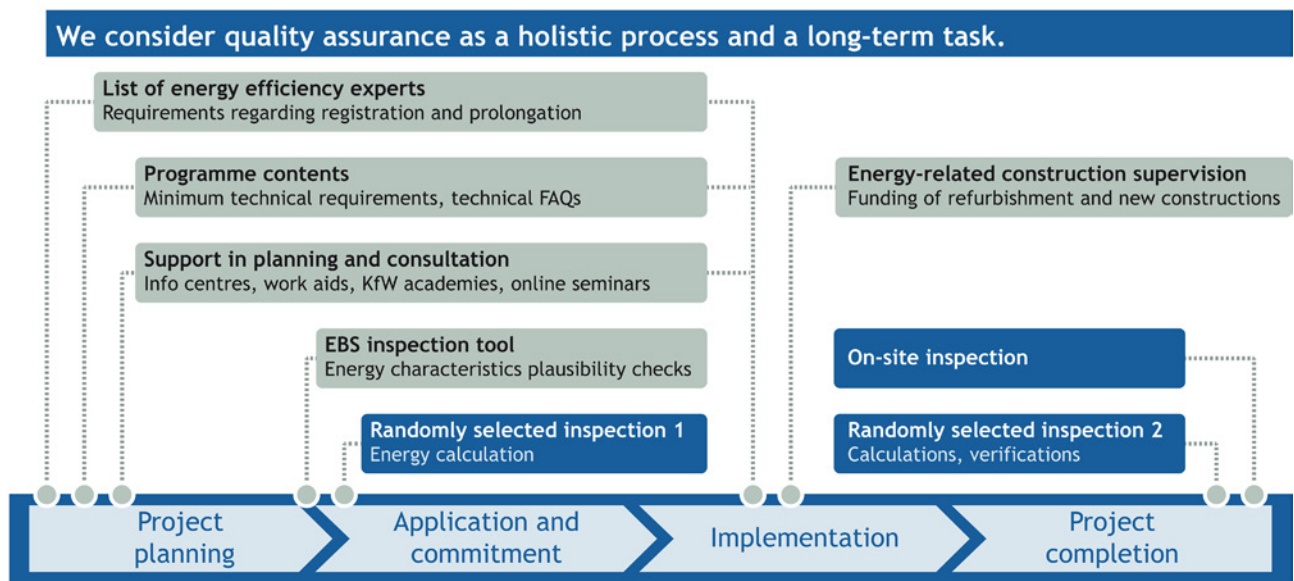 We consider quality assurance as a holistic process and a long-term task.
List of energy efficiency experts
Requirements regarding registration and prolongation
Programme contents
Minimum technical requirements, technical FAQs
Energy-related construction supervision
Funding of refurbishment and new constructions
Support in planning and consultation
Info centres, work aids, KfW academies, online seminars
EBS inspection tool
Energy characteristics plausibility checks
On-site inspection
Randomly selected inspection 1
Energy calculation
Randomly selected inspection 2
Calculations, verifications
Project
planning
Application and
commitment
Implementation
Project
completion